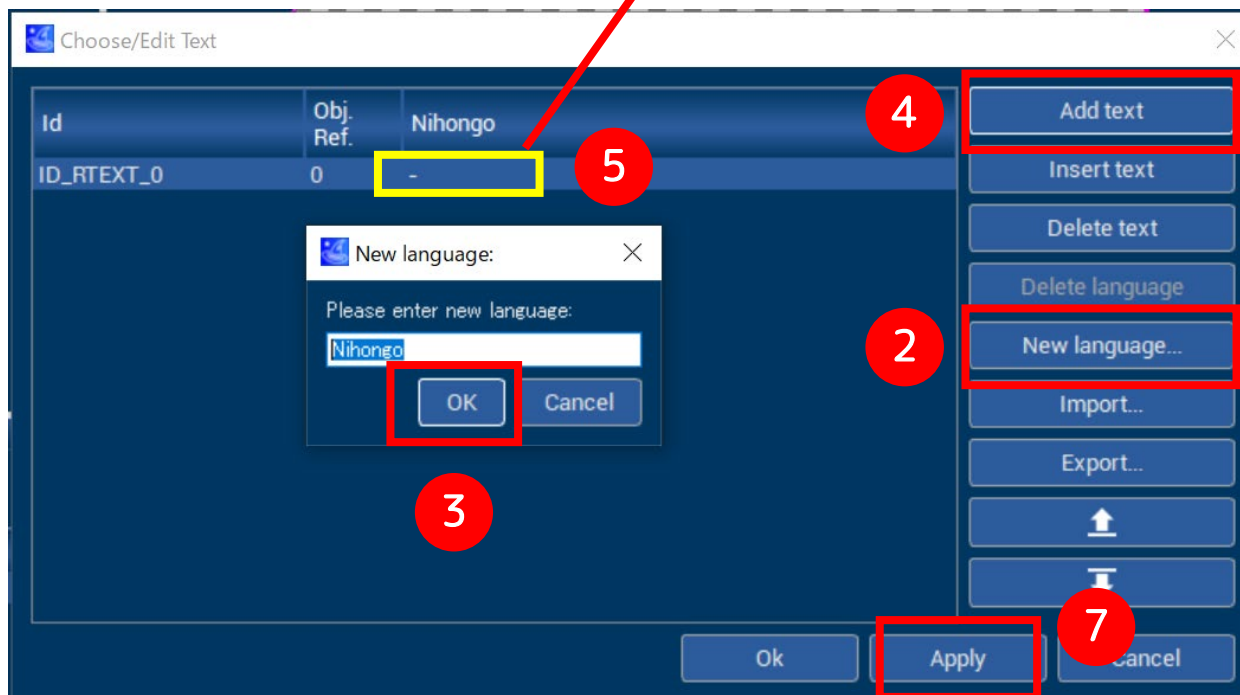 Choose/Edit Text
Id
Obj.
Ref.
Nihongo
4
Add text
ID_RTEXT_0
0
-
5
Insert text
Delete text
New language:
Delete language
Please enter new language:
2
New language...
Nihongo
OK
Cancel
Import...
Export...
3
7
Ok
Apply
Cancel